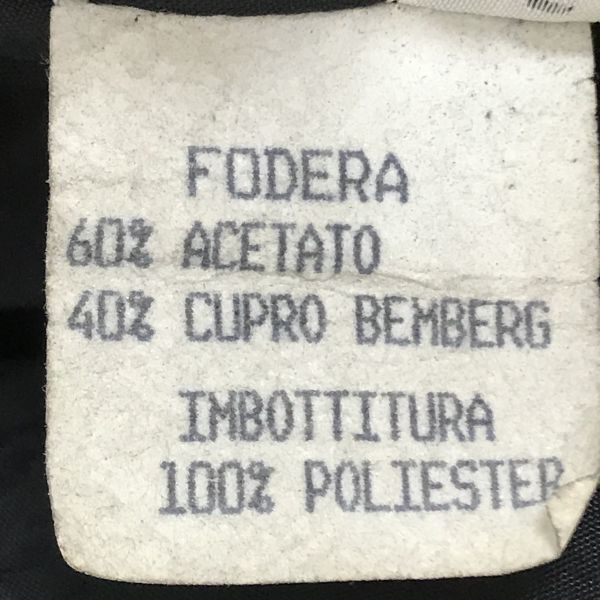 FODERA
60% ACETATO
40% CUPRO BEMBERG
IMBOTTITURA
100% POLIESTER